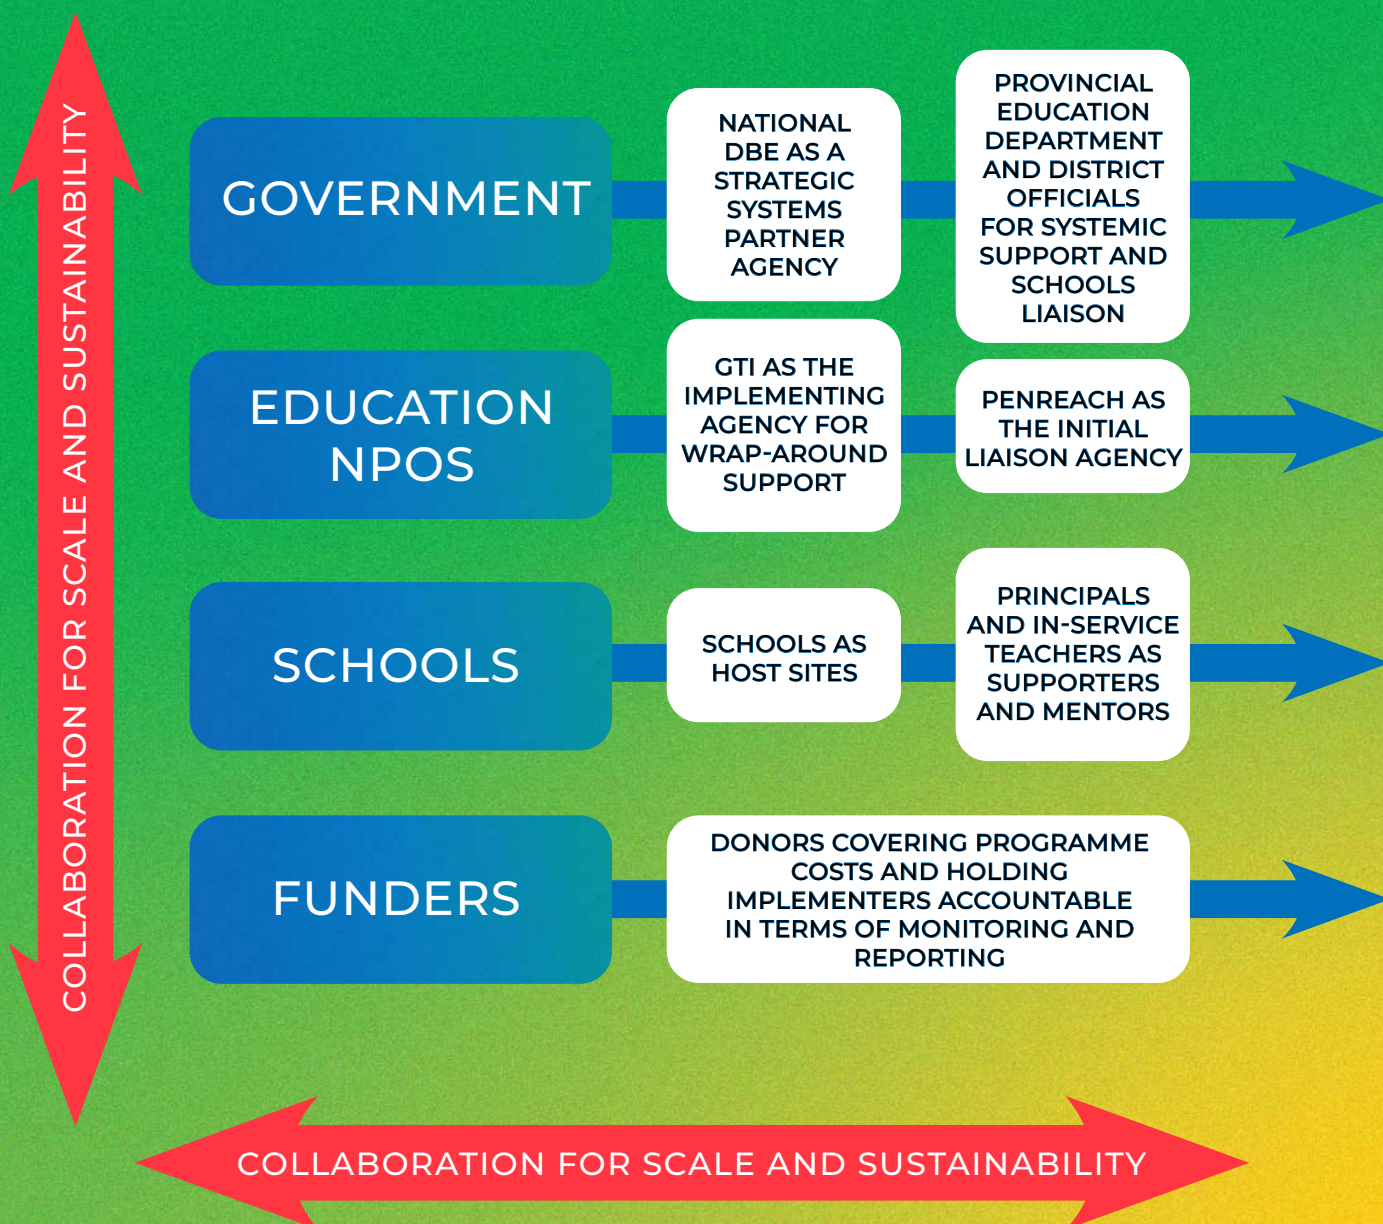 COLLABORATION FOR SCALE AND SUSTAINABILITY
GOVERNMENT
NATIONAL
DBE AS A
STRATEGIC
SYSTEMS
PARTNER
AGENCY
PROVINCIAL
EDUCATION
DEPARTMENT
AND DISTRICT
OFFICIALS
FOR SYSTEMIC
SUPPORT AND
SCHOOLS
LIAISON
EDUCATION
NPOS
GTI AS THE
IMPLEMENTING
AGENCY FOR
WRAP-AROUND
SUPPORT
PENREACH AS
THE INITIAL
LIAISON AGENCY
SCHOOLS
SCHOOLS AS
HOST SITES
PRINCIPALS
AND IN-SERVICE
TEACHERS AS
SUPPORTERS
AND MENTORS
FUNDERS
DONORS COVERING PROGRAMME
COSTS AND HOLDING
IMPLEMENTERS ACCOUNTABLE
IN TERMS OF MONITORING AND
REPORTING
COLLABORATION FOR SCALE AND SUSTAINABILITY